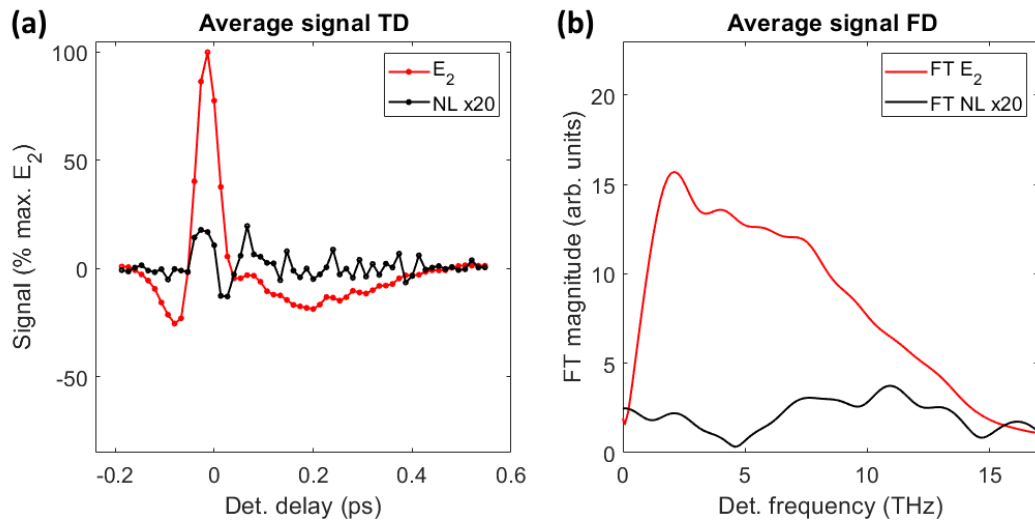 (a)
Average signal TD
Signal (% max. E₂)
100
50
0
-50
E₂
NL x20
-0.2
0
0.2
0.4
0.6
Det. delay (ps)
(b)
Average signal FD
FT magnitude (arb. units)
20
15
10
5
0
FT E₂
FT NL x20
0
5
10
15
Det. frequency (THz)